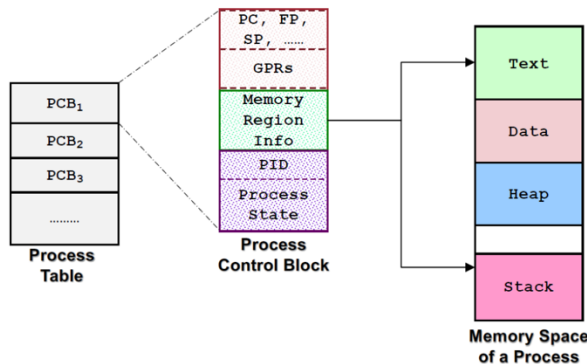 PCB1
PCB2
PCB3
………
Process
Table
PC, FP,
SP, ……
GPRs
Memory
Region
Info
PID
Process
State
Process
Control Block
Text
Data
Heap
Stack
Memory Space
of a Process